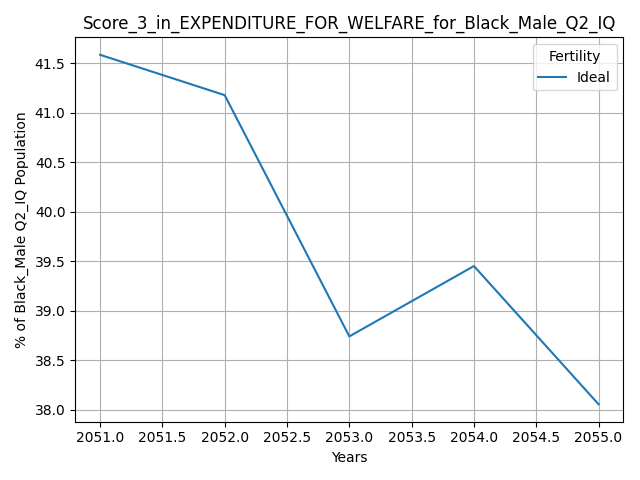 Score_3_in_EXPENDITURE_FOR_WELFARE_for_Black_Male_Q2_IQ
Fertility
Ideal
% of Black_Male Q2_IQ Population
41.5
41.0
40.5
40.0
39.5
39.0
38.5
38.0
2051.0 2051.5 2052.0 2052.5 2053.0 2053.5 2054.0 2054.5 2055.0
Years